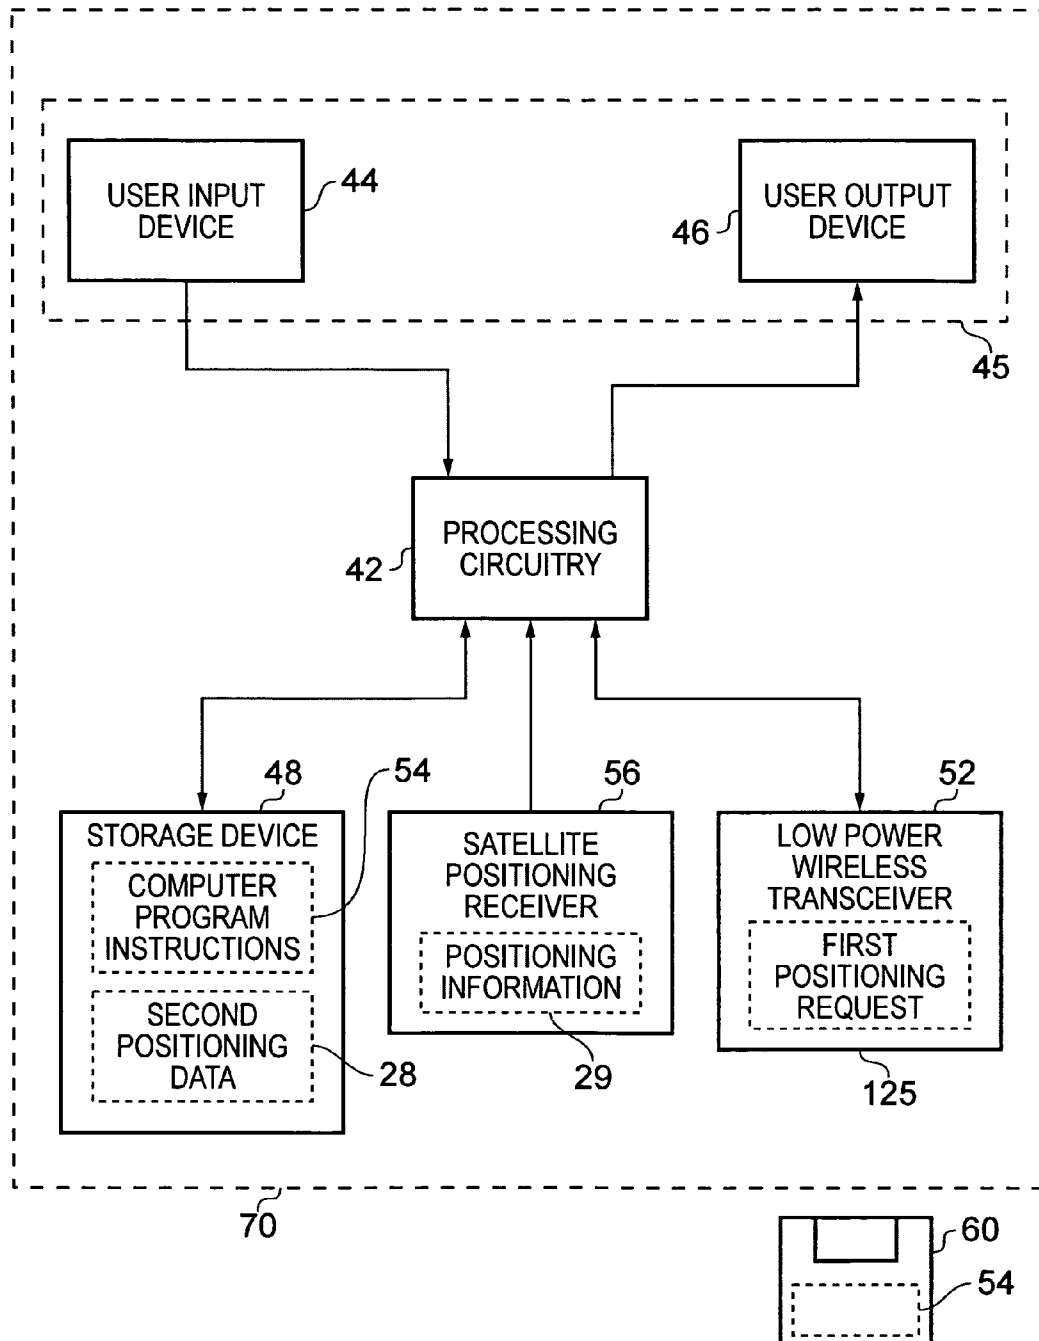 USER INPUT
DEVICE
44
46
USER OUTPUT
DEVICE
45
42
PROCESSING
CIRCUITRY
48
54
56
52
STORAGE DEVICE
COMPUTER
PROGRAM
INSTRUCTIONS
SECOND
POSITIONING
DATA
28
SATELLITE
POSITIONING
RECEIVER
POSITIONING
INFORMATION
29
LOW POWER
WIRELESS
TRANSCEIVER
FIRST
POSITIONING
REQUEST
125
70
60
54